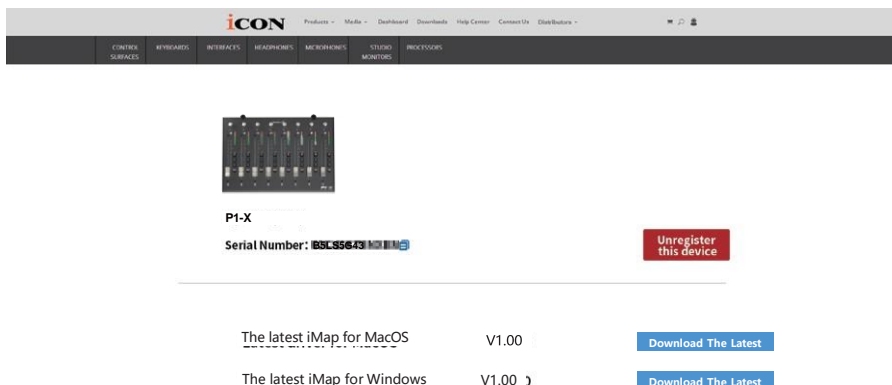 iCON Products Media Dashboard Downloads Help Center Contact Us Distributors
CONTROL SURFACES KEYBOARDS INTERFACES HEADPHONES MICROPHONES STUDIO MONITORS PROCESSORS
P1-X
Serial Number:
Unregister
this device
The latest iMap for MacOS V1.00 Download The Latest
The latest iMap for Windows V1.00 Download The Latest